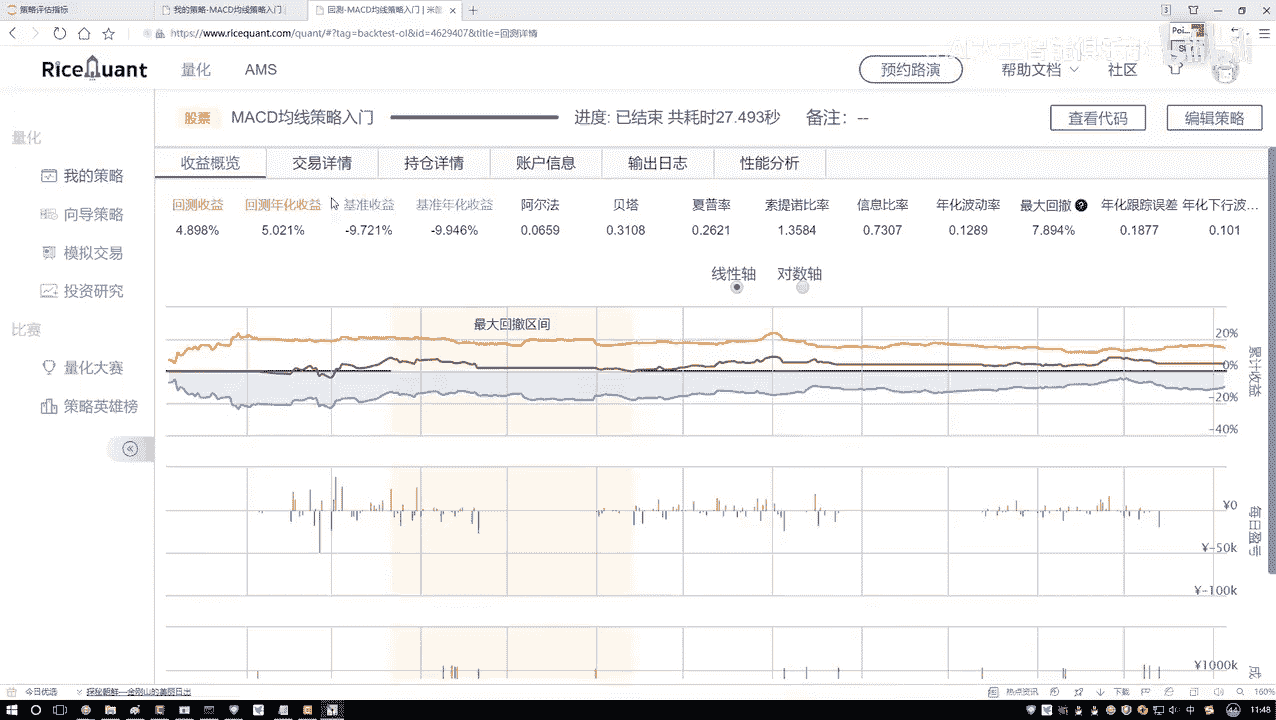 策略评估指标
我的策略-MACD均线策略入门
回测-MACD均线策略入门 | 米筐
https://www.ricequant.com/quant/#?tag=backtest-ol&id=4629407&title=回测详情
RiceQuant
量化
AMS
预约路演
帮助文档
社区
量化
我的策略
向导策略
模拟交易
投资研究
比赛
量化大赛
策略英雄榜
股票 MACD均线策略入门 进度: 已结束 共耗时27.493秒 备注: --
查看代码
编辑策略
收益概览 交易详情 持仓详情 账户信息 输出日志 性能分析
回测收益 回测年化收益 基准收益 基准年化收益 阿尔法 贝塔 夏普率 索提诺比率 信息比率 年化波动率 最大回撤 年化跟踪误差 年化下行波...
4.898% 5.021% -9.721% -9.946% 0.0659 0.3108 0.2621 1.3584 0.7307 0.1289 7.894% 0.1877 0.101
线性轴 对数轴
最大回撤区间
20%
0%
-20%
-40%
累计收益
¥0
¥-50k
¥-100k
每日盈亏
¥1000k
今日优选
探秘朝鲜—金刚山的美丽日出
热点资讯
下载
160%
中
11:48